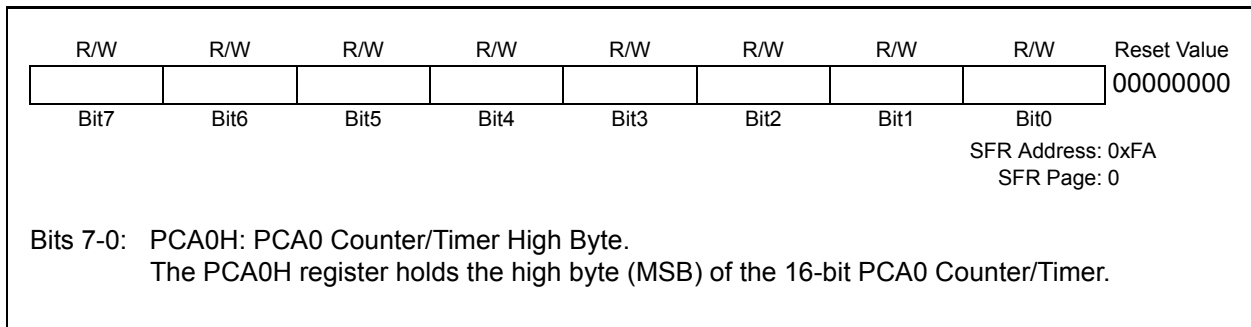 R/W R/W R/W R/W R/W R/W R/W R/W Reset Value
00000000
Bit7 Bit6 Bit5 Bit4 Bit3 Bit2 Bit1 Bit0
SFR Address: 0xFA
SFR Page: 0
Bits 7-0: PCA0H: PCA0 Counter/Timer High Byte.
The PCA0H register holds the high byte (MSB) of the 16-bit PCA0 Counter/Timer.